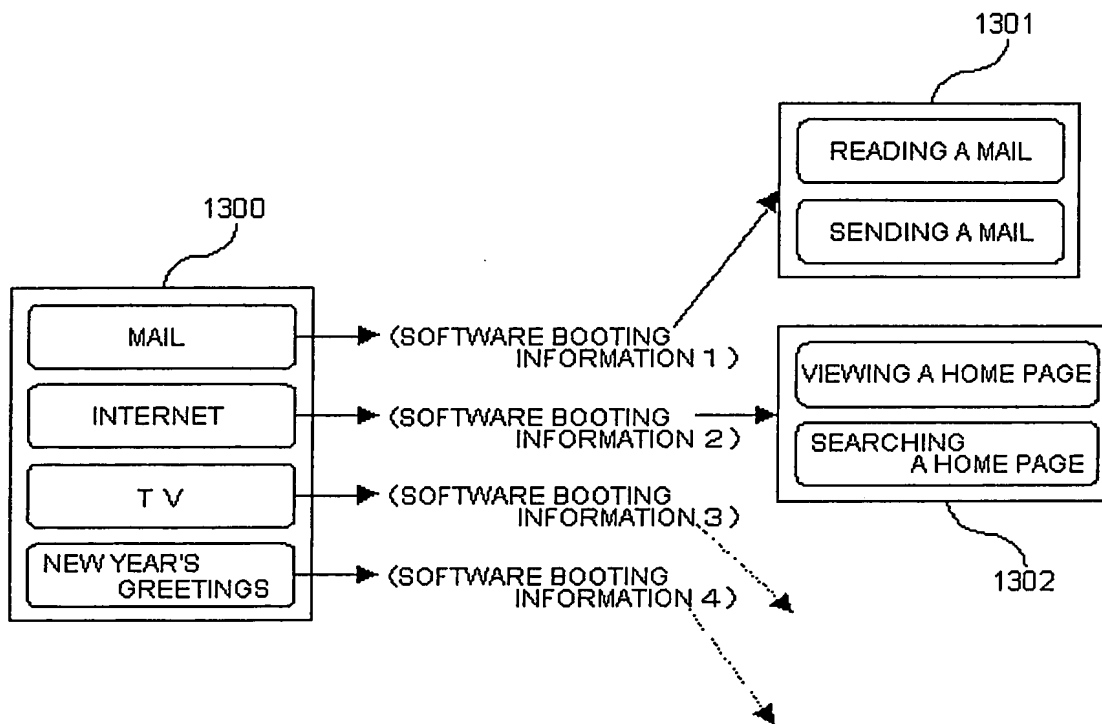 1301
READING A MAIL
SENDING A MAIL
1300
MAIL
(SOFTWARE BOOTING
INFORMATION 1)
INTERNET
(SOFTWARE BOOTING
INFORMATION 2)
VIEWING A HOME PAGE
SEARCHING
A HOME PAGE
TV
(SOFTWARE BOOTING
INFORMATION 3)
NEW YEAR'S
GREETINGS
(SOFTWARE BOOTING
INFORMATION 4)
1302